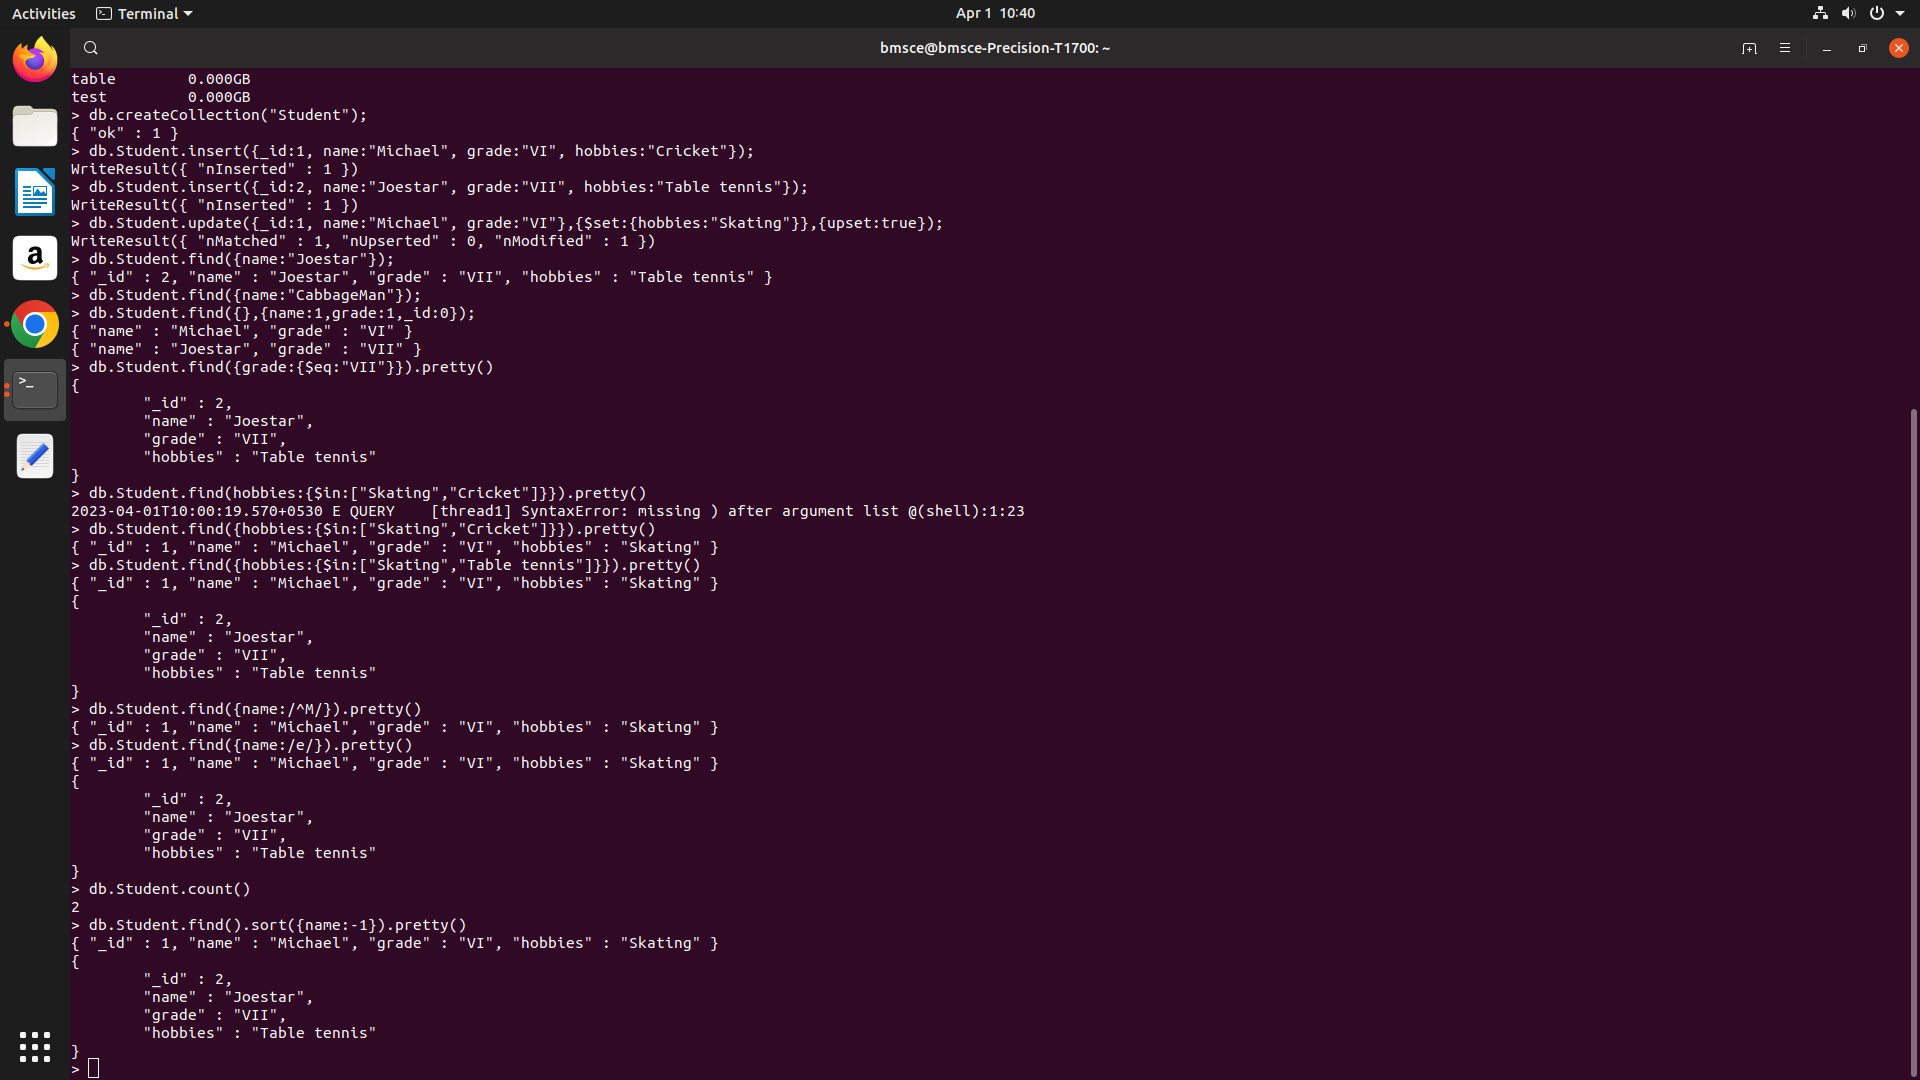 Activities Terminal Apr 1 10:40
bmsce@bmsce-Precision-T1700: ~
table        0.000GB
test         0.000GB
> db.createCollection("Student");
{ "ok" : 1 }
> db.Student.insert({_id:1, name:"Michael", grade:"VI", hobbies:"Cricket"});
WriteResult({ "nInserted" : 1 })
> db.Student.insert({_id:2, name:"Joestar", grade:"VII", hobbies:"Table tennis"});
WriteResult({ "nInserted" : 1 })
> db.Student.update({_id:1, name:"Michael", grade:"VI"},{$set:{hobbies:"Skating"}},{upset:true});
WriteResult({ "nMatched" : 1, "nUpserted" : 0, "nModified" : 1 })
> db.Student.find({name:"Joestar"});
{ "_id" : 2, "name" : "Joestar", "grade" : "VII", "hobbies" : "Table tennis" }
> db.Student.find({name:"CabbageMan"});
> db.Student.find({},{name:1,grade:1,_id:0});
{ "name" : "Michael", "grade" : "VI" }
{ "name" : "Joestar", "grade" : "VII" }
> db.Student.find({grade:{$eq:"VII"}}).pretty()
{
        "_id" : 2,
        "name" : "Joestar",
        "grade" : "VII",
        "hobbies" : "Table tennis"
}
> db.Student.find(hobbies:{$in:["Skating","Cricket"]}}).pretty()
2023-04-01T10:00:19.570+0530 E QUERY    [thread1] SyntaxError: missing ) after argument list @(shell):1:23
> db.Student.find({hobbies:{$in:["Skating","Cricket"]}}).pretty()
{ "_id" : 1, "name" : "Michael", "grade" : "VI", "hobbies" : "Skating" }
> db.Student.find({hobbies:{$in:["Skating","Table tennis"]}}).pretty()
{ "_id" : 1, "name" : "Michael", "grade" : "VI", "hobbies" : "Skating" }
{
        "_id" : 2,
        "name" : "Joestar",
        "grade" : "VII",
        "hobbies" : "Table tennis"
}
> db.Student.find({name:/^M/}).pretty()
{ "_id" : 1, "name" : "Michael", "grade" : "VI", "hobbies" : "Skating" }
> db.Student.find({name:/e/}).pretty()
{ "_id" : 1, "name" : "Michael", "grade" : "VI", "hobbies" : "Skating" }
{
        "_id" : 2,
        "name" : "Joestar",
        "grade" : "VII",
        "hobbies" : "Table tennis"
}
> db.Student.count()
2
> db.Student.find().sort({name:-1}).pretty()
{ "_id" : 1, "name" : "Michael", "grade" : "VI", "hobbies" : "Skating" }
{
        "_id" : 2,
        "name" : "Joestar",
        "grade" : "VII",
        "hobbies" : "Table tennis"
}
>